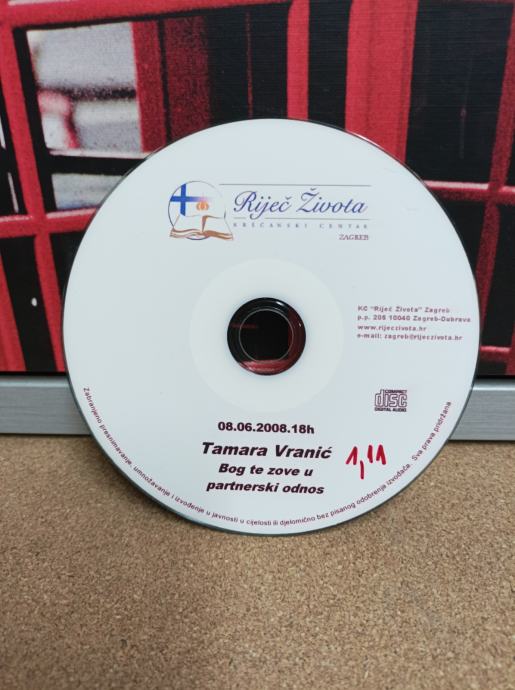 Riječ Života
KRŠĆANSKI CENTAR
ZAGREB
KC "Riječ Života" Zagreb
p.p. 206 10040 Zagreb-Dubrava
www.rijeczivota.hr
e-mail: zagreb@rijeczivota.hr
COMPACT
disc
DIGITAL AUDIO
08.06.2008.18h
Tamara Vranić
1,11
Bog te zove u
partnerski odnos
Zabranjeno presnimavanje, umnožavanje i izvođenje u javnosti u cijelosti ili djelomično bez pisanog odobrenja izvođača. Sva prava pridržana